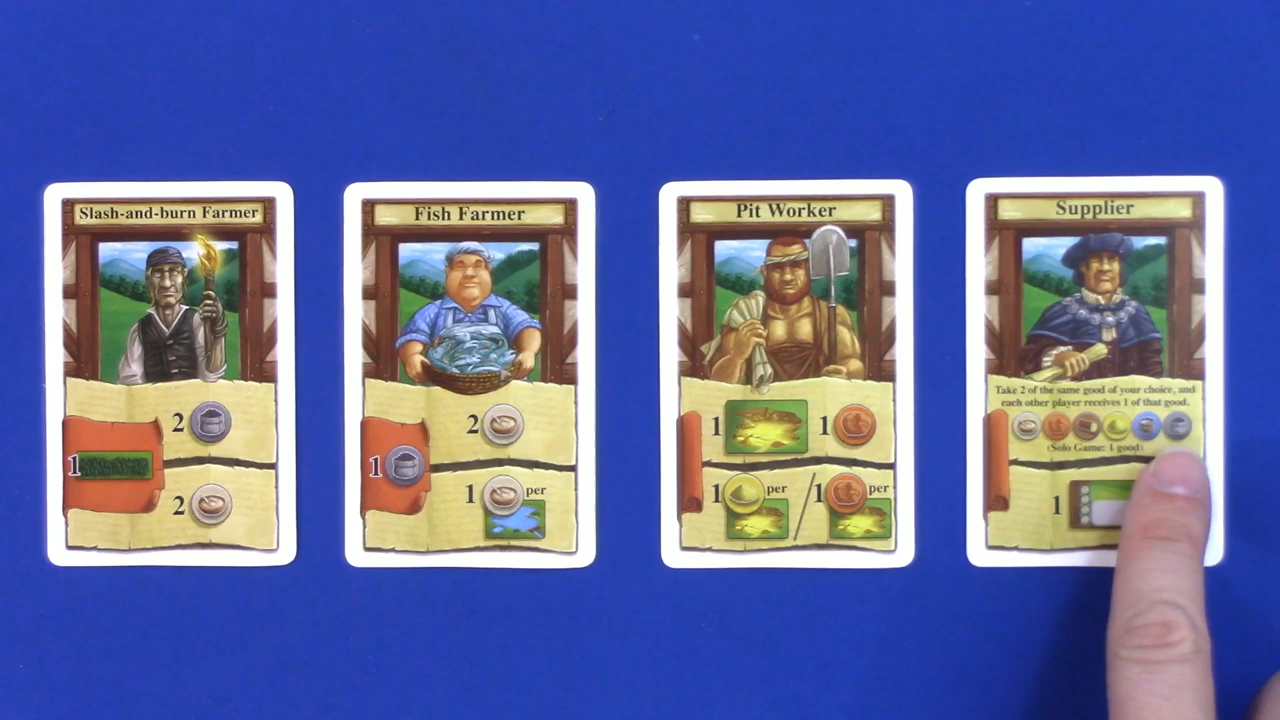 Slash-and-burn Farmer
2
1
2
Fish Farmer
2
1
1 per
Pit Worker
1 1
1 per / 1 per
Supplier
Take 2 of the same good of your choice, and
each other player receives 1 of that good.
(Solo Game: 1 good)
1